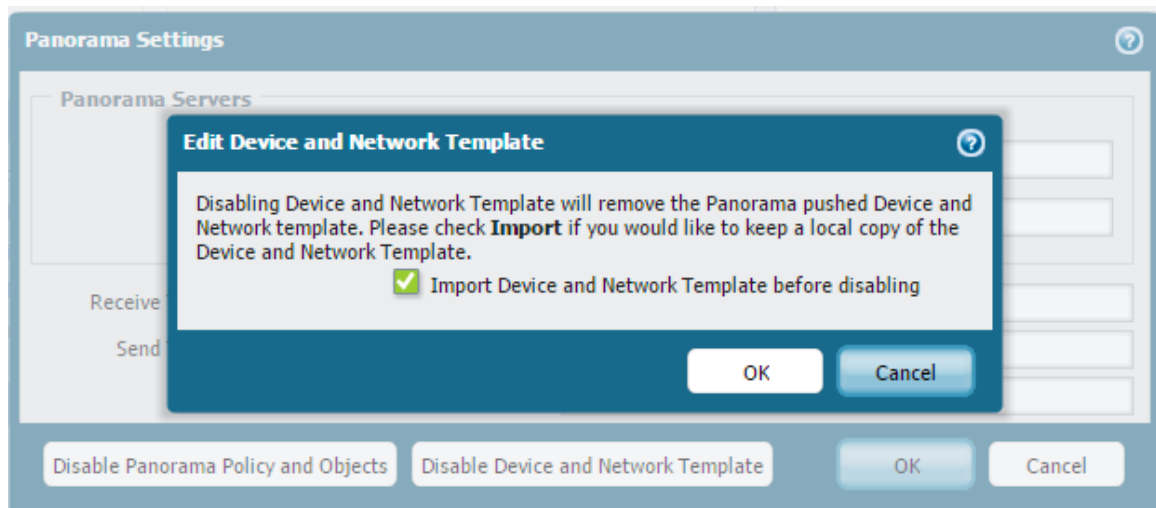 Panorama Settings
Panorama Servers
Edit Device and Network Template
Disabling Device and Network Template will remove the Panorama pushed Device and
Network template. Please check Import if you would like to keep a local copy of the
Device and Network Template.
Import Device and Network Template before disabling
Receive
Send
OK Cancel
Disable Panorama Policy and Objects Disable Device and Network Template OK Cancel